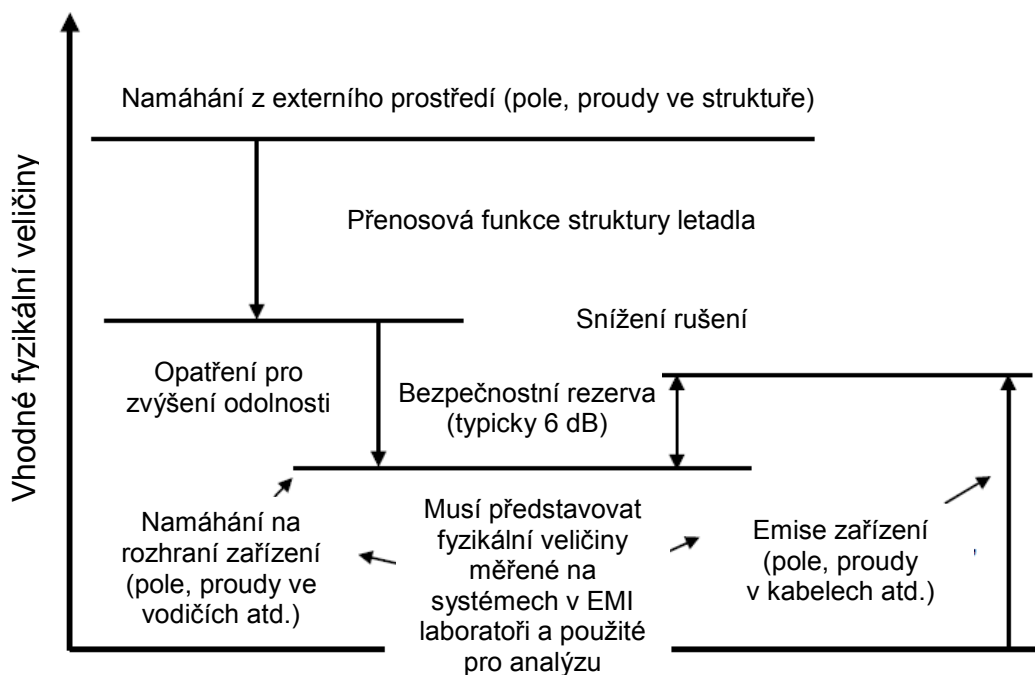 Vhodné fyzikální veličiny
Namáhání z externího prostředí (pole, proudy ve struktuře)
Přenosová funkce struktury letadla
Snížení rušení
Opatření pro
zvýšení odolnosti
Bezpečnostní rezerva
(typicky 6 dB)
Namáhání na
rozhraní zařízení
(pole, proudy ve
vodičích atd.)
Musí představovat
fyzikální veličiny
měřené na
systémech v EMI
laboratoři a použité
pro analýzu
Emise zařízení
(pole, proudy
v kabelech atd.)